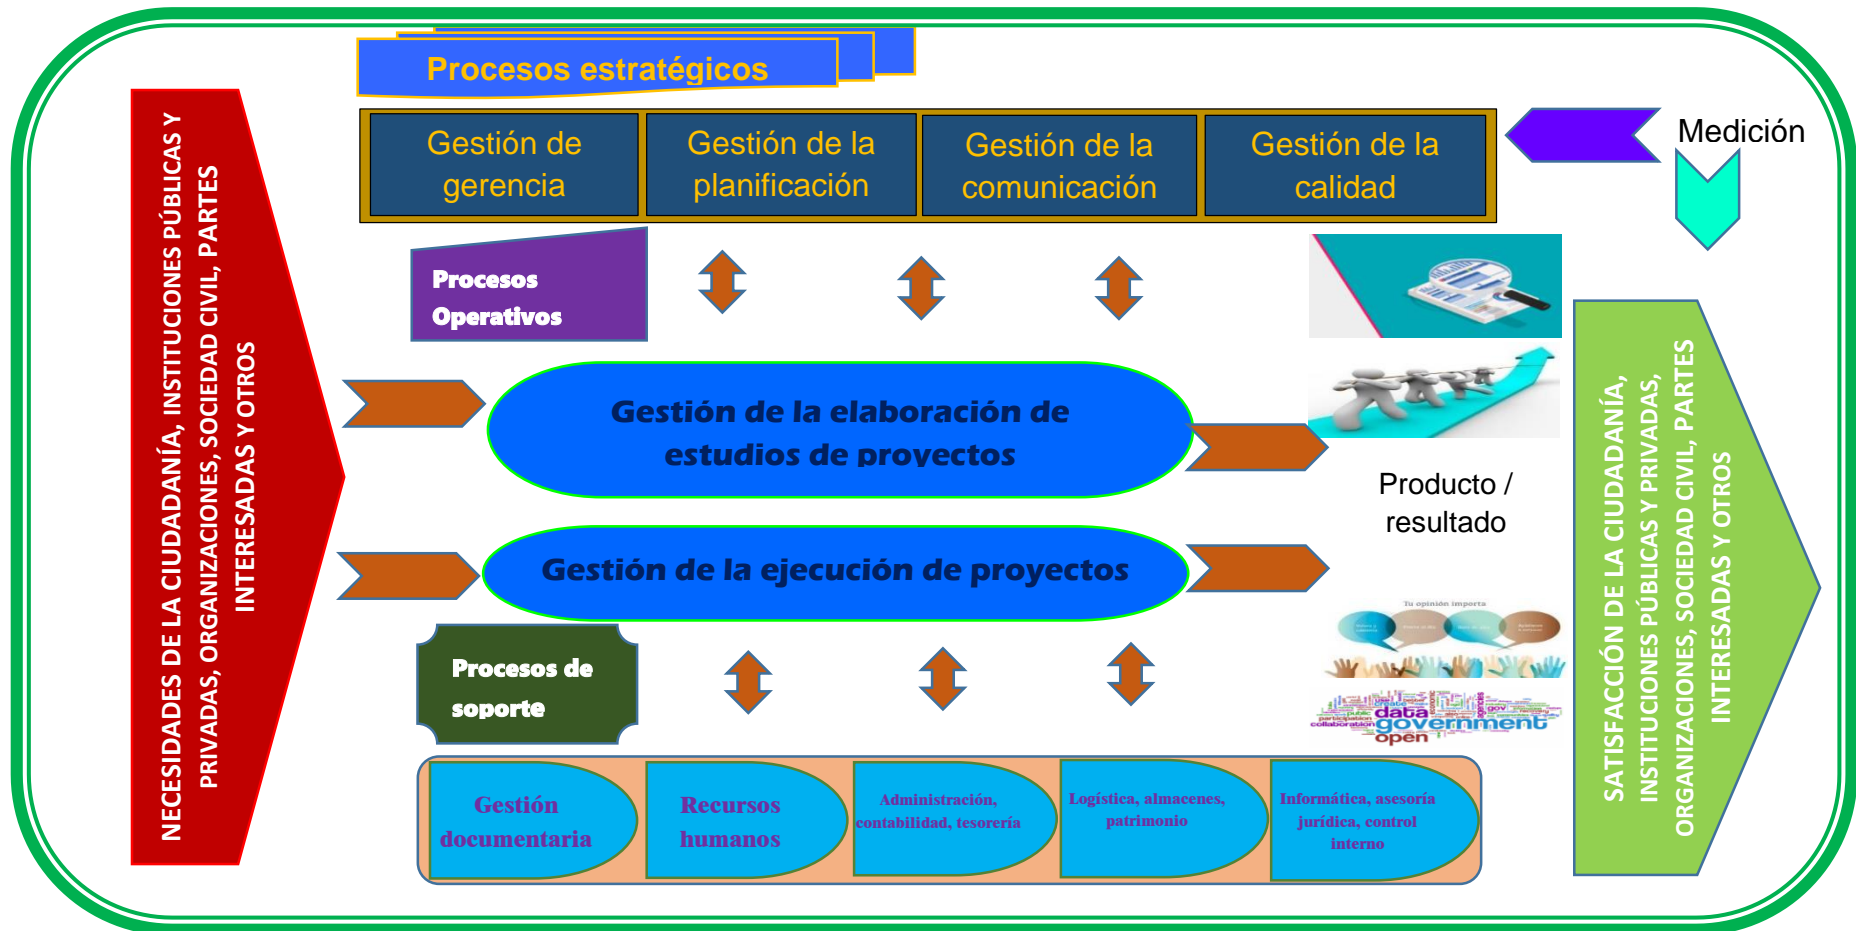 Procesos estratégicos
Gestión de
gerencia
Gestión de la
planificación
Gestión de la
comunicación
Gestión de la
calidad
Medición
NECESIDADES DE LA CIUDADANÍA, INSTITUCIONES PÚBLICAS Y
PRIVADAS, ORGANIZACIONES, SOCIEDAD CIVIL, PARTES
INTERESADAS Y OTROS
Procesos
Operativos
Gestión de la elaboración de
estudios de proyectos
Gestión de la ejecución de proyectos
Producto /
resultado
Tu opinión importa
participation
collaboration
public
create
data
government
open
gov
agencies
SATISFACCIÓN DE LA CIUDADANÍA,
INSTITUCIONES PÚBLICAS Y PRIVADAS,
ORGANIZACIONES, SOCIEDAD CIVIL, PARTES
INTERESADAS Y OTROS
Procesos de
soporte
Gestión
documentaria
Recursos
humanos
Administración,
contabilidad, tesorería
Logística, almacenes,
patrimonio
Informática, asesoría
jurídica, control
interno